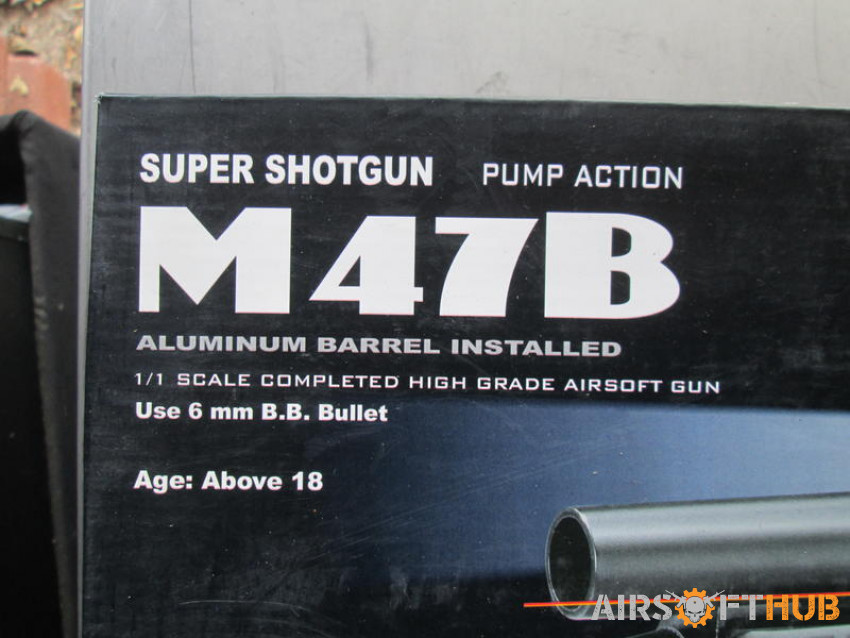 SUPER SHOTGUN PUMP ACTION
M47B
ALUMINUM BARREL INSTALLED
1/1 SCALE COMPLETED HIGH GRADE AIRSOFT GUN
Use 6 mm B.B. Bullet
Age: Above 18
AIRSOFTHUB